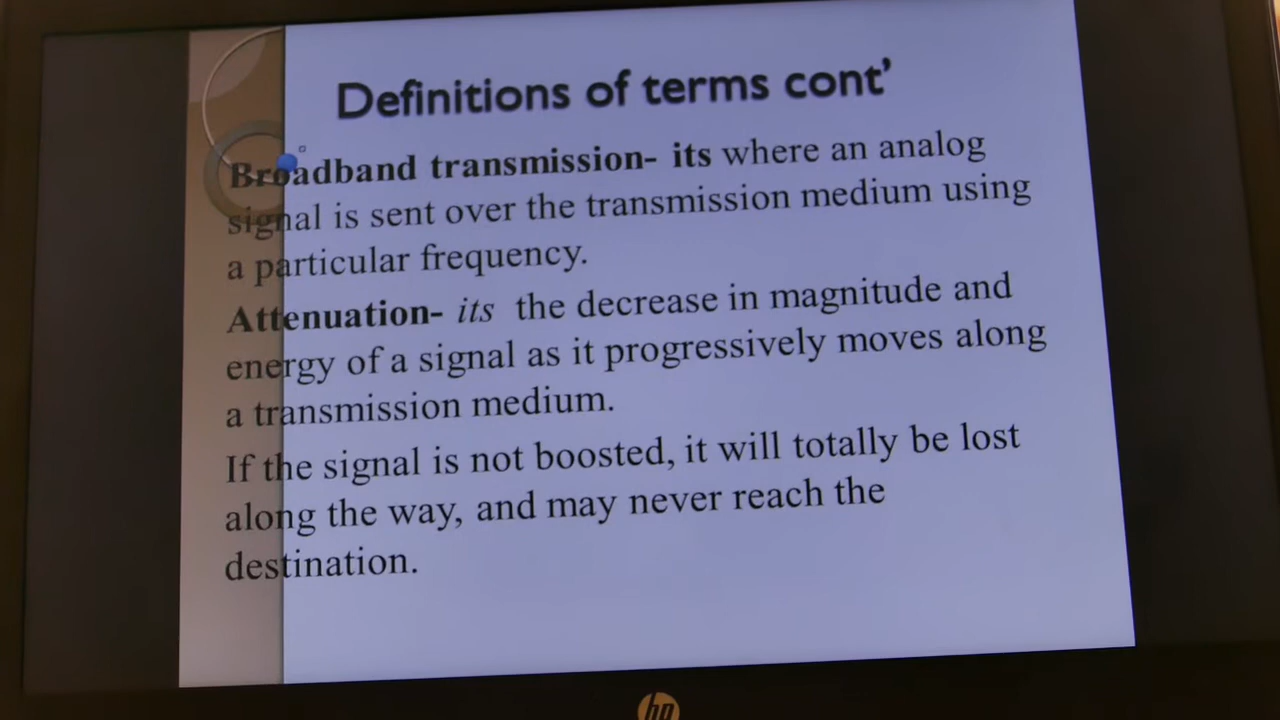 Definitions of terms cont’
Broadband transmission- its where an analog
signal is sent over the transmission medium using
a particular frequency.
Attenuation- its the decrease in magnitude and
energy of a signal as it progressively moves along
a transmission medium.
If the signal is not boosted, it will totally be lost
along the way, and may never reach the
destination.
hp